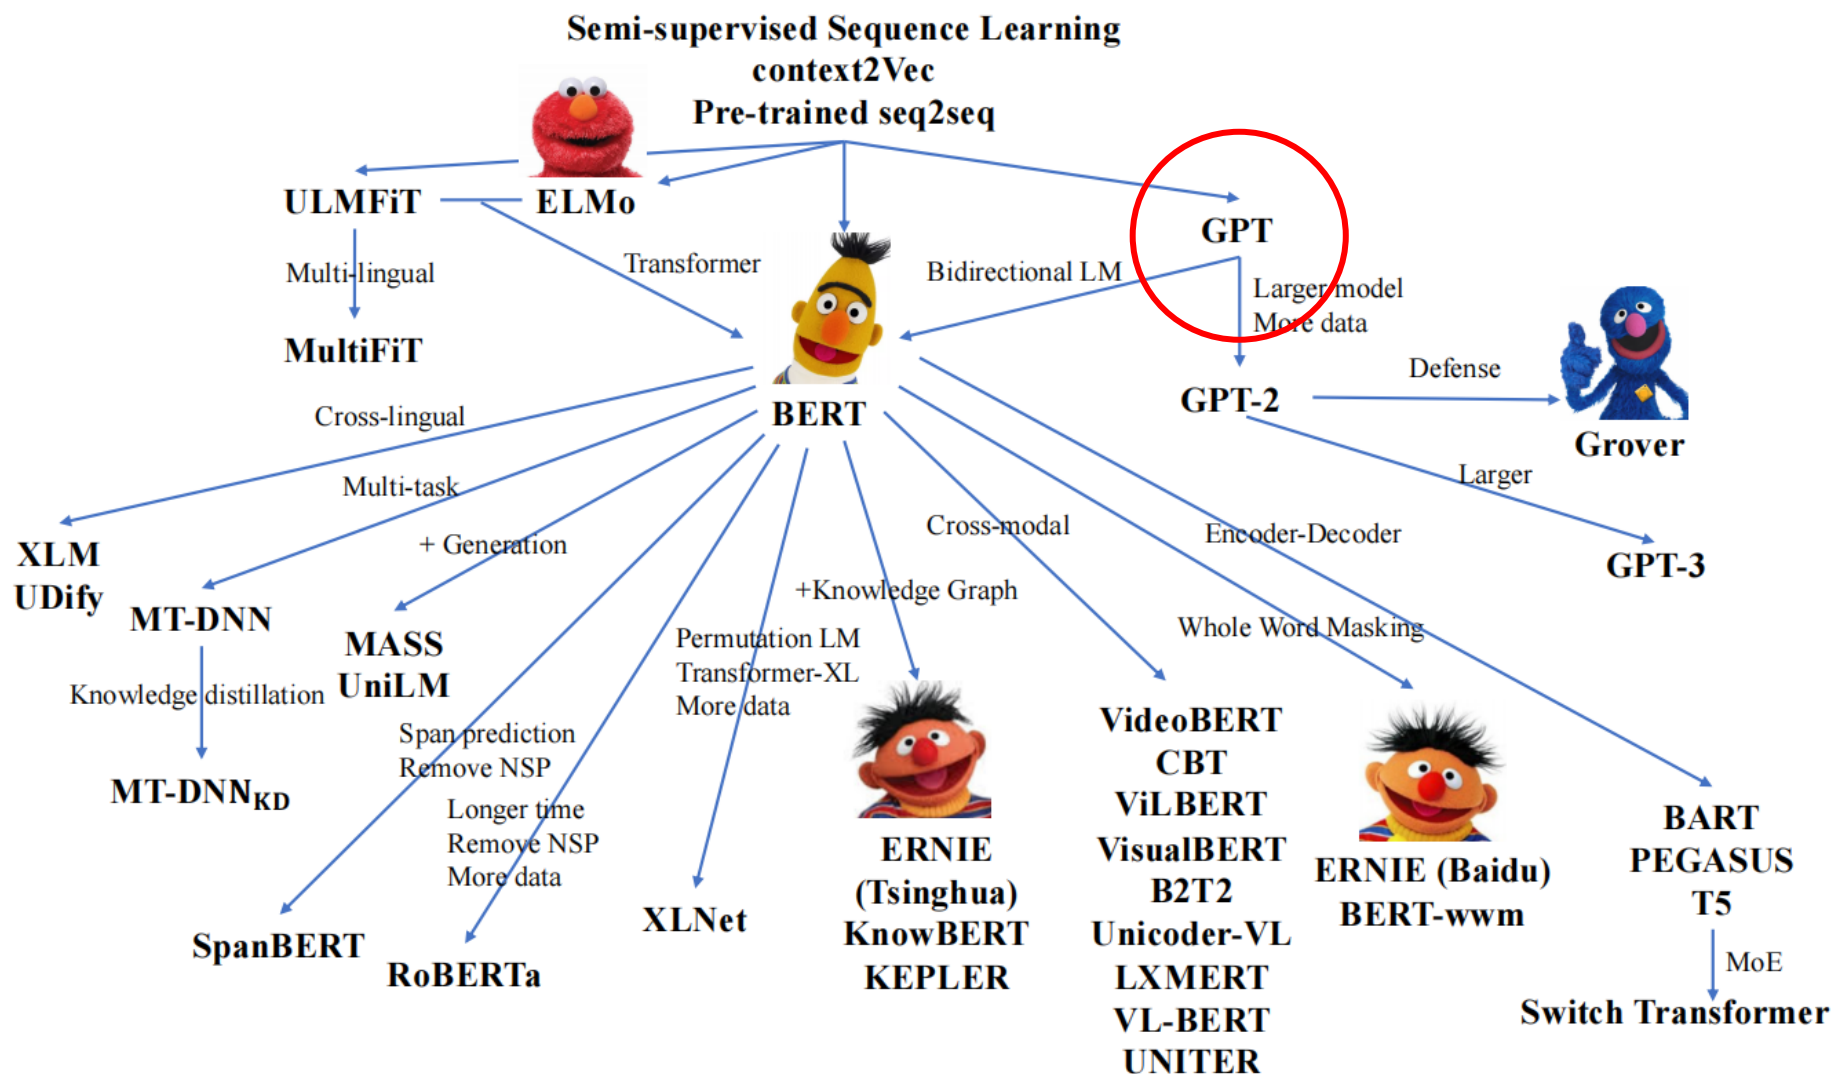 Semi-supervised Sequence Learning
context2Vec
Pre-trained seq2seq
ULMFiT
ELMo
GPT
Multi-lingual
Transformer
Bidirectional LM
Larger model
More data
MultiFiT
BERT
GPT-2
Defense
Grover
Cross-lingual
Larger
Multi-task
Cross-modal
Encoder-Decoder
GPT-3
XLM
UDify
+ Generation
MT-DNN
+Knowledge Graph
Whole Word Masking
MASS
UniLM
Permutation LM
Transformer-XL
More data
Knowledge distillation
Span prediction
Remove NSP
MT-DNN_KD
Longer time
Remove NSP
More data
SpanBERT
RoBERTa
XLNet
ERNIE
(Tsinghua)
KnowBERT
KEPLER
VideoBERT
CBT
ViLBERT
VisualBERT
B2T2
Unicoder-VL
LXMERT
VL-BERT
UNITER
ERNIE (Baidu)
BERT-wwm
BART
PEGASUS
T5
MoE
Switch Transformer